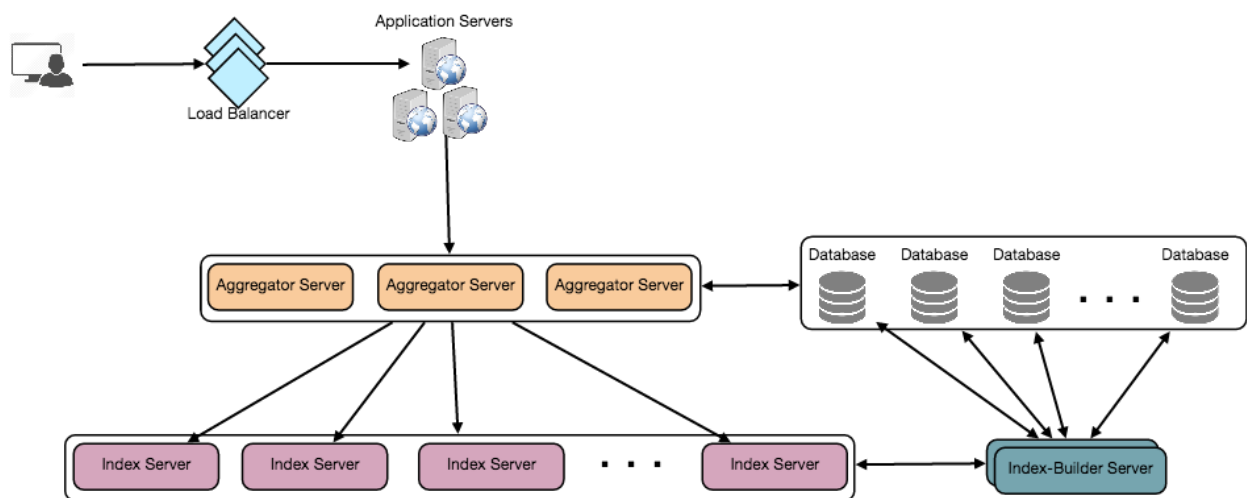 Application Servers
Load Balancer
Aggregator Server
Aggregator Server
Aggregator Server
Database
Database
Database
Database
. . .
Index Server
Index Server
Index Server
. . .
Index Server
Index-Builder Server